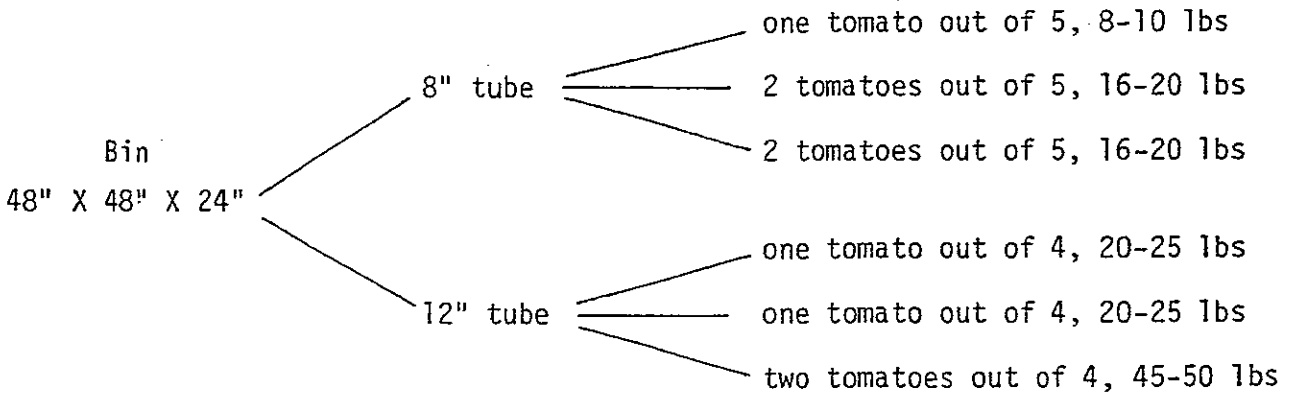 one tomato out of 5, 8-10 lbs
8" tube
2 tomatoes out of 5, 16-20 lbs
2 tomatoes out of 5, 16-20 lbs
Bin
48" X 48" X 24"
one tomato out of 4, 20-25 lbs
12" tube
one tomato out of 4, 20-25 lbs
two tomatoes out of 4, 45-50 lbs